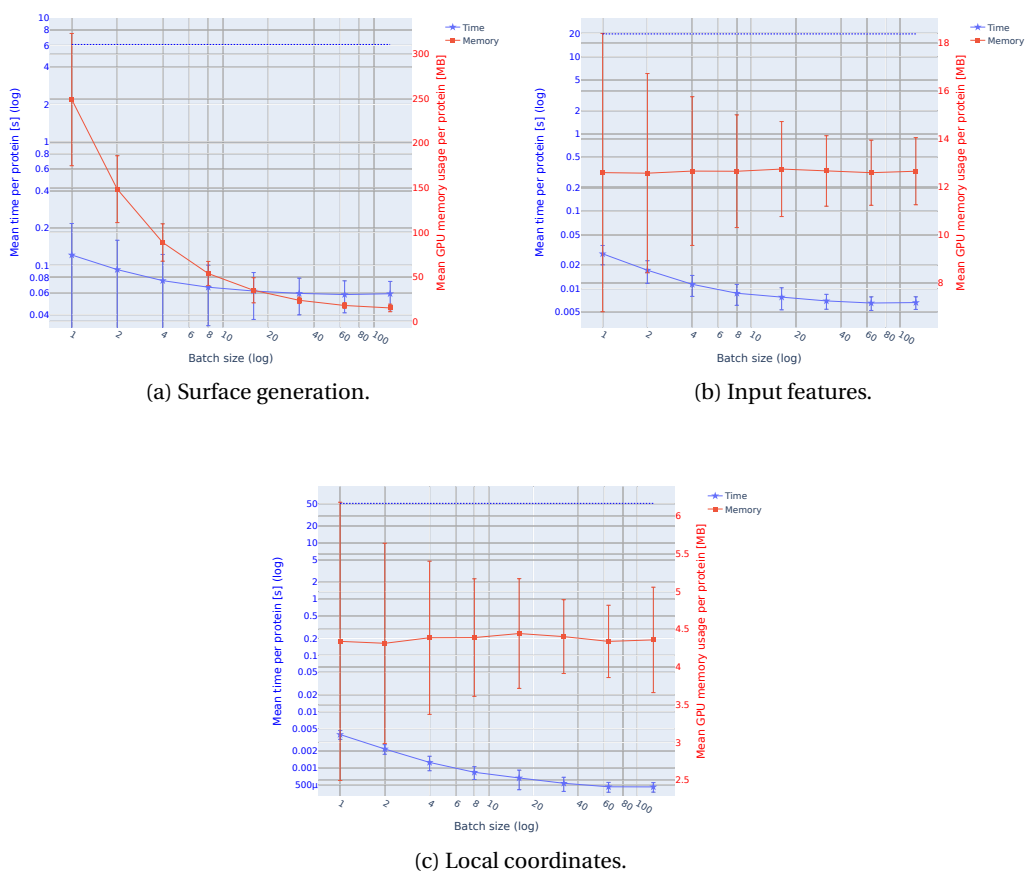 Mean time per protein [s] (log)
10
6
4
2
1
0.8
0.6
0.4
0.2
0.1
0.08
0.06
0.04
300
250
200
150
100
50
0
Mean GPU memory usage per protein [MB]
Time
Memory
1 2 4 6 8 10 20 40 60 80 100
Batch size (log)
(a) Surface generation.
Mean time per protein [s] (log)
20
10
5
2
1
0.5
0.2
0.1
0.05
0.02
0.01
0.005
18
16
14
12
10
8
Mean GPU memory usage per protein [MB]
Time
Memory
1 2 4 6 8 10 20 40 60 80 100
Batch size (log)
(b) Input features.
Mean time per protein [s] (log)
50
20
10
5
2
1
0.5
0.2
0.1
0.05
0.02
0.01
0.005
0.002
0.001
500μ
6
5.5
5
4.5
4
3.5
3
2.5
Mean GPU memory usage per protein [MB]
Time
Memory
1 2 4 6 8 10 20 40 60 80 100
Batch size (log)
(c) Local coordinates.